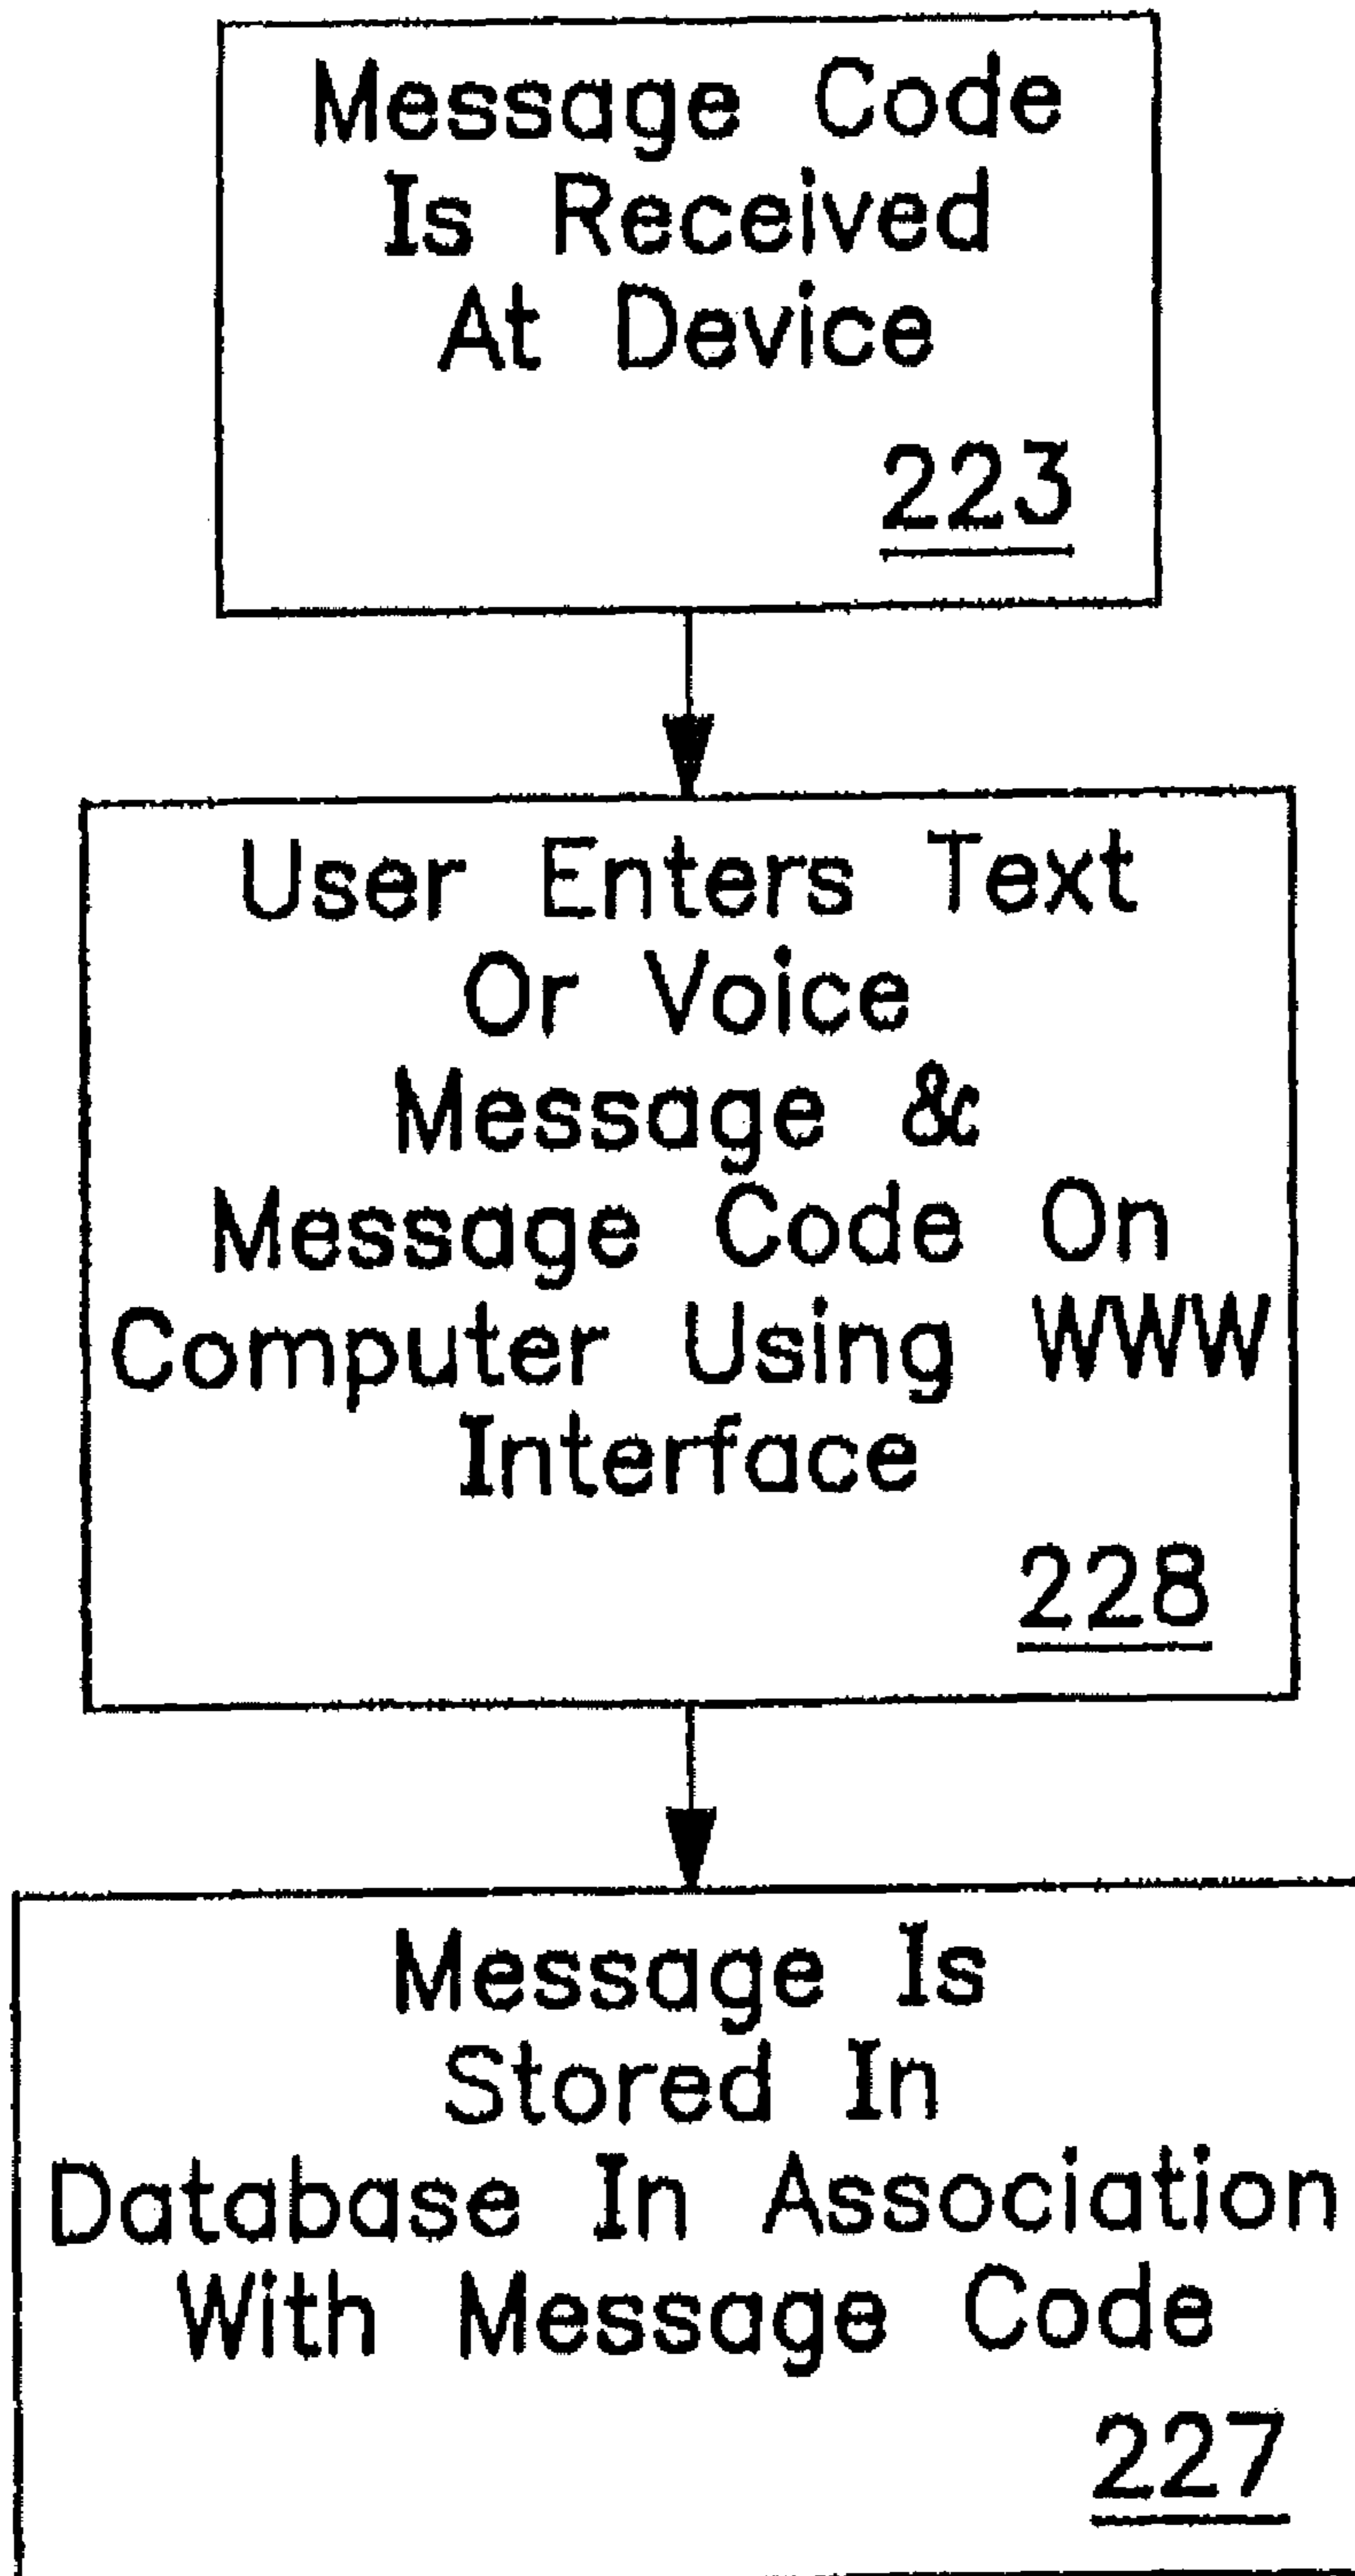 Message Code
Is Received
At Device
223
User Enters Text
Or Voice
Message &
Message Code On
Computer Using WWW
Interface
228
Message Is
Stored In
Database In Association
With Message Code
227